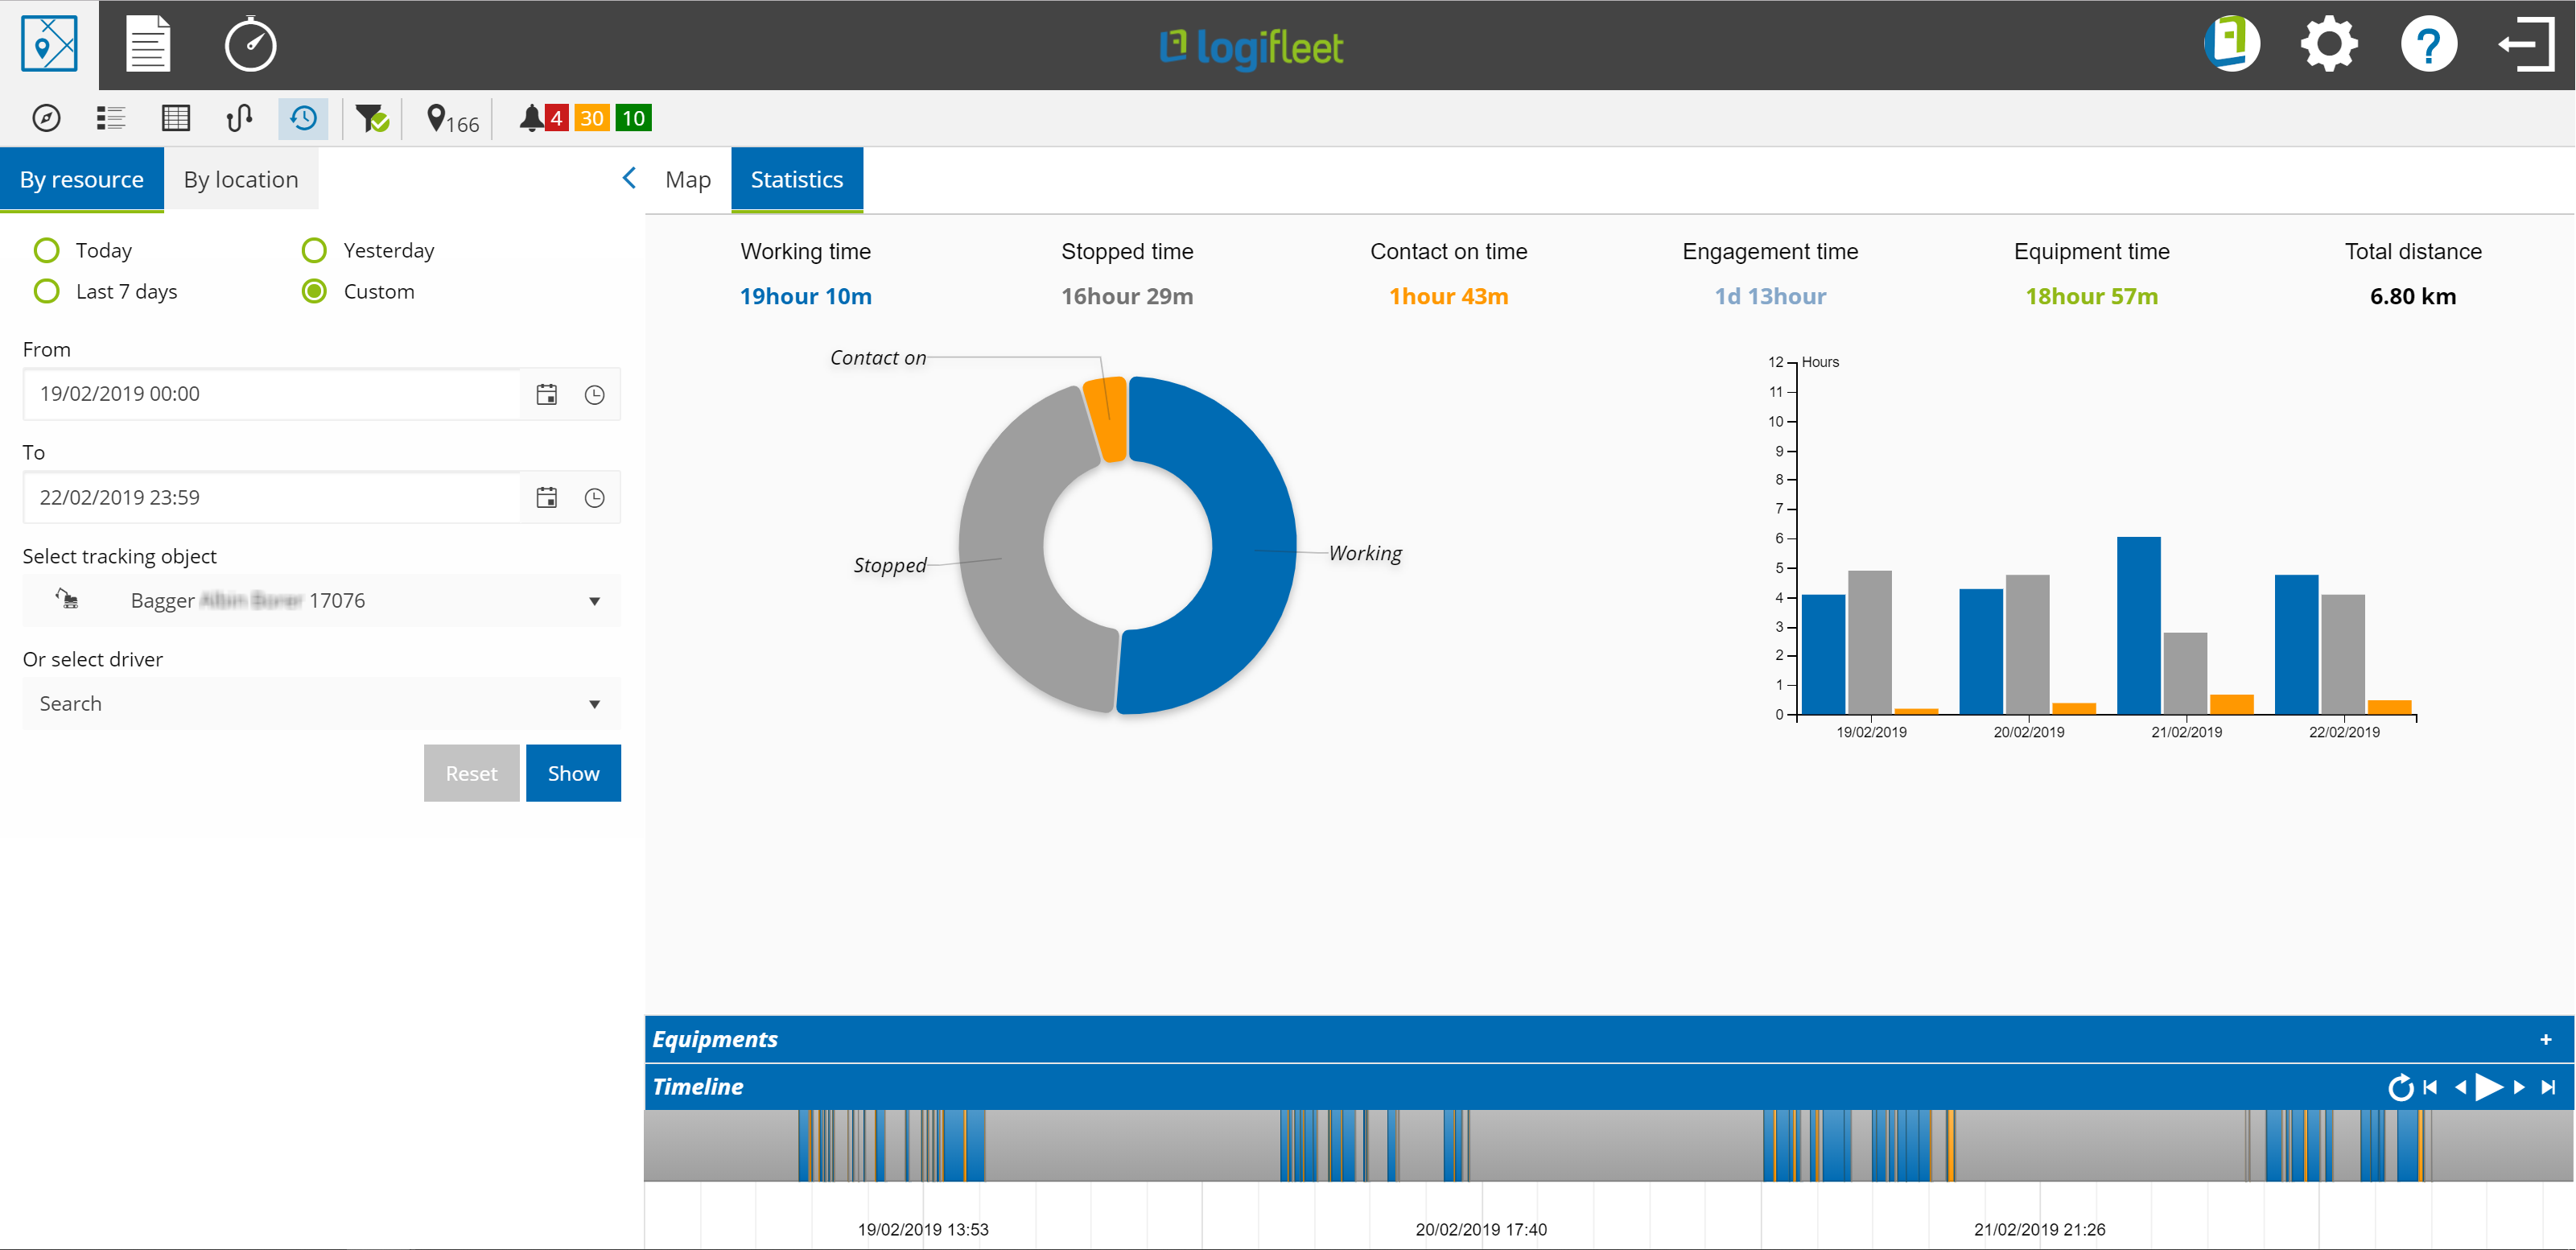 logifleet
?
166
4
30
10
By resource
By location
Map
Statistics
Today
Yesterday
Last 7 days
Custom
From
19/02/2019 00:00
To
22/02/2019 23:59
Select tracking object
Bagger 17076
Or select driver
Search
Reset
Show
Working time
Stopped time
Contact on time
Engagement time
Equipment time
Total distance
19hour 10m
16hour 29m
1hour 43m
1d 13hour
18hour 57m
6.80 km
Contact on
Stopped
Working
12
Hours
11
10
9
8
7
6
5
4
3
2
1
0
19/02/2019
20/02/2019
21/02/2019
22/02/2019
Equipments
+
Timeline
19/02/2019 13:53
20/02/2019 17:40
21/02/2019 21:26